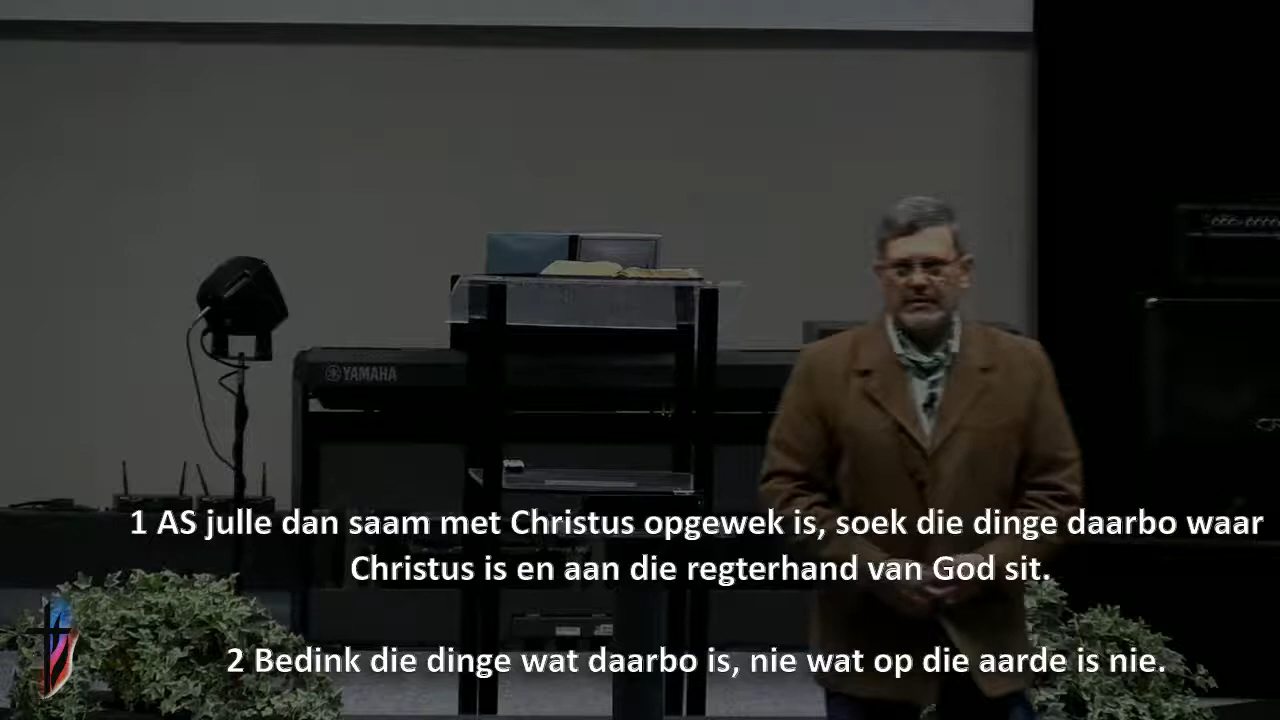 YAMAHA
1 AS julle dan saam met Christus opgewek is, soek die dinge daarbo waar
Christus is en aan die regterhand van God sit.
2 Bedink die dinge wat daarbo is, nie wat op die aarde is nie.